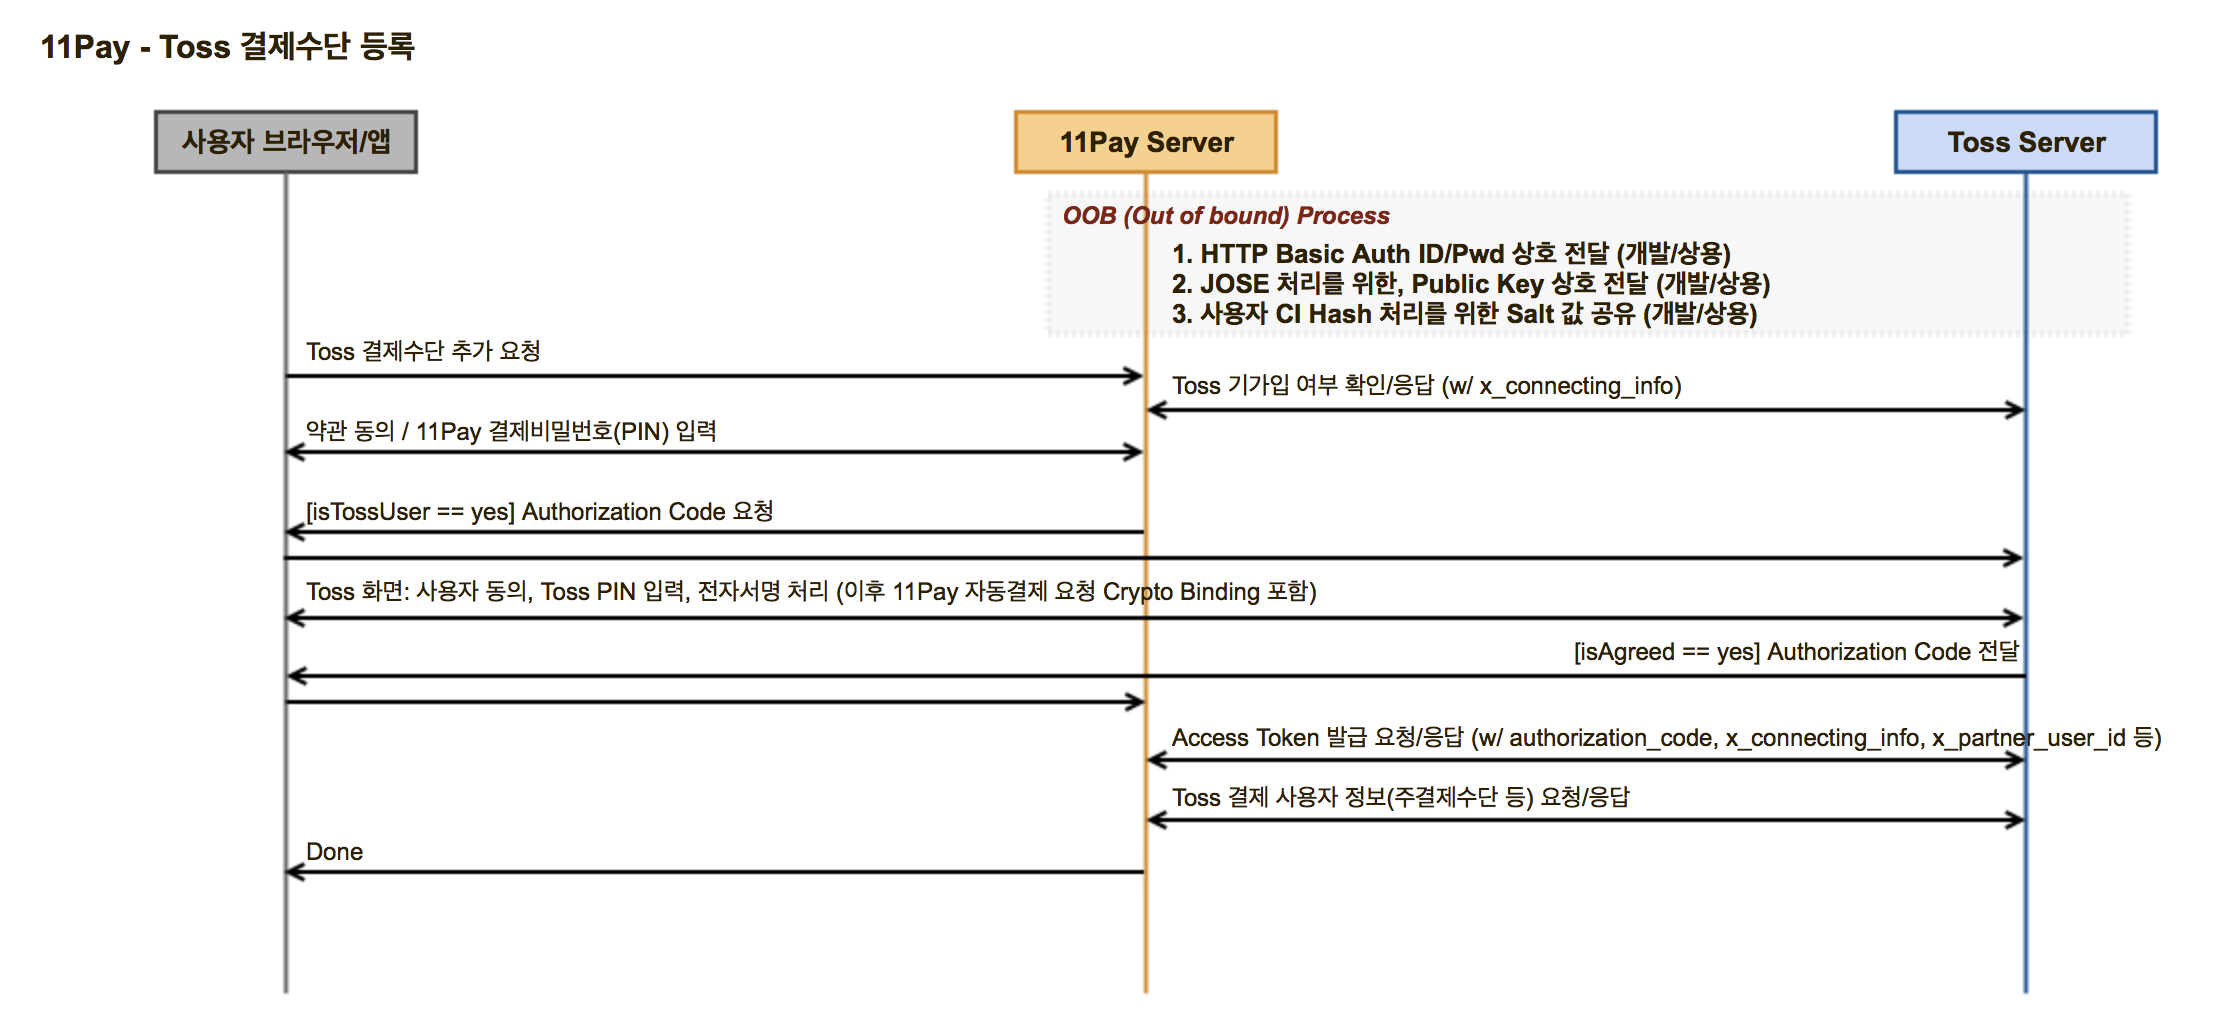 11Pay - Toss 결제수단 등록
사용자 브라우저/앱
11Pay Server
Toss Server
OOB (Out of bound) Process
1. HTTP Basic Auth ID/Pwd 상호 전달 (개발/상용)
2. JOSE 처리를 위한, Public Key 상호 전달 (개발/상용)
3. 사용자 CI Hash 처리를 위한 Salt 값 공유 (개발/상용)
Toss 결제수단 추가 요청
Toss 기가입 여부 확인/응답 (w/ x_connecting_info)
약관 동의 / 11Pay 결제비밀번호(PIN) 입력
[isTossUser == yes] Authorization Code 요청
Toss 화면: 사용자 동의, Toss PIN 입력, 전자서명 처리 (이후 11Pay 자동결제 요청 Crypto Binding 포함)
[isAgreed == yes] Authorization Code 전달
Access Token 발급 요청/응답 (w/ authorization_code, x_connecting_info, x_partner_user_id 등)
Toss 결제 사용자 정보(주결제수단 등) 요청/응답
Done